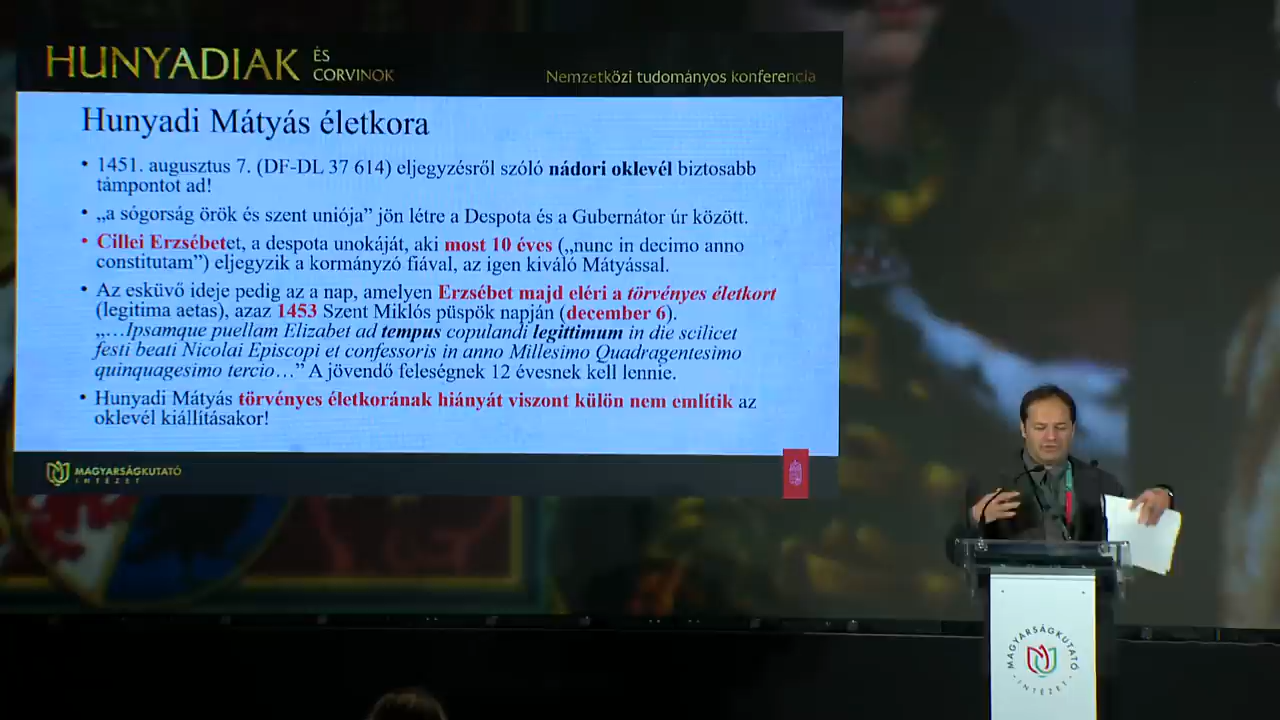 HUNYADIAK ÉS CORVINOK
Nemzetközi tudományos konferencia
Hunyadi Mátyás életkora
• 1451. augusztus 7. (DF-DL 37 614) eljegyzésről szóló nádori oklevél biztosabb
támpontot ad!
• „a sógorság örök és szent uniója” jön létre a Despota és a Gubernátor úr között.
• Cillei Erzsébetet, a despota unokáját, aki most 10 éves („nunc in decimo anno
constitutam”) eljegyzik a kormányzó fiával, az igen kiváló Mátyással.
• Az esküvő ideje pedig az a nap, amelyen Erzsébet majd eléri a törvényes életkort
(legitima aetas), azaz 1453 Szent Miklós püspök napján (december 6).
„…Ipsamque puellam Elizabet ad tempus copulandi legittimum in die scilicet
festi beati Nicolai Episcopi et confessoris in anno Millesimo Quadragentesimo
quinquagesimo tercio…” A jövendő feleségnek 12 évesnek kell lennie.
• Hunyadi Mátyás törvényes életkorának hiányát viszont külön nem említik az
oklevél kiállításakor!
MAGYARSÁGKUTATÓ
INTÉZET
MAGYARSÁGKUTATÓ
INTÉZET